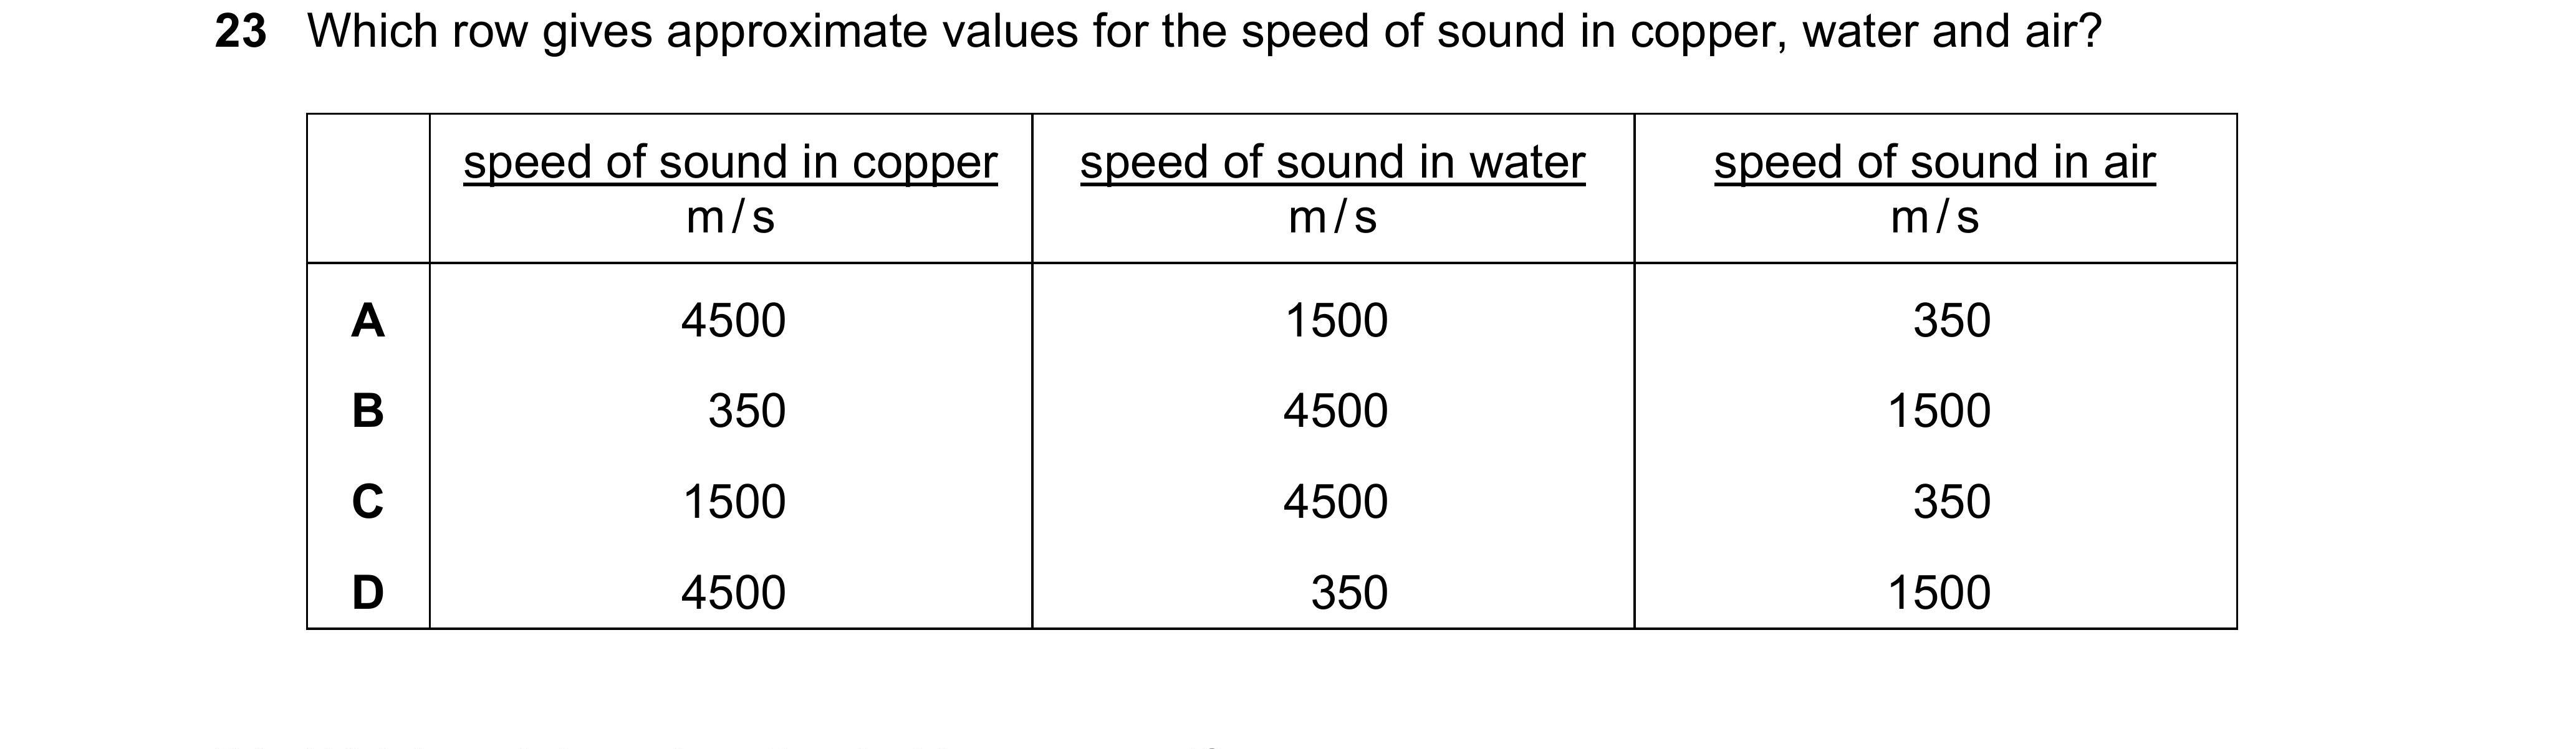 23 Which row gives approximate values for the speed of sound in copper, water and air?
speed of sound in copper speed of sound in water speed of sound in air
m / s m / s m / s
A 4500 1500 350
B 350 4500 1500
C 1500 4500 350
D 4500 350 1500